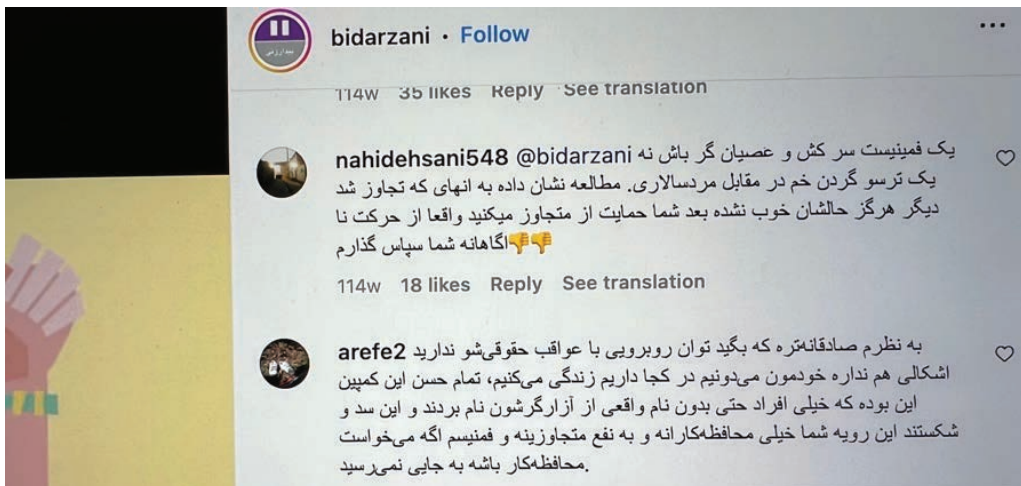 بیدارزنی
bidarzani • Follow
114w 35 likes Reply See translation
nahidehsani548 @bidarzani یک فمینیست سر کش و عصیان گر باش نه
یک ترسو گردن خم در مقابل مردسالاری. مطالعه نشان داده به انهای که تجاوز شد
دیگر هرگز حالشان خوب نشده بعد شما حمایت از متجاوز میکنید واقعا از حرکت نا
اگاهانه شما سپاس گذارم👎👎
114w 18 likes Reply See translation
arefe2 به نظرم صادقانه‌تره که بگید توان روبرویی با عواقب حقوقی‌شو ندارید
اشکالی هم نداره خودمون می‌دونیم در کجا داریم زندگی می‌کنیم، تمام حسن این کمپین
این بوده که خیلی افراد حتی بدون نام واقعی از آزارگرشون نام بردند و این سد و
شکستند این رویه شما خیلی محافظه‌کارانه و به نفع متجاوزینه و فمنیسم اگه می‌خواست
محافظه‌کار باشه به جایی نمی‌رسید.